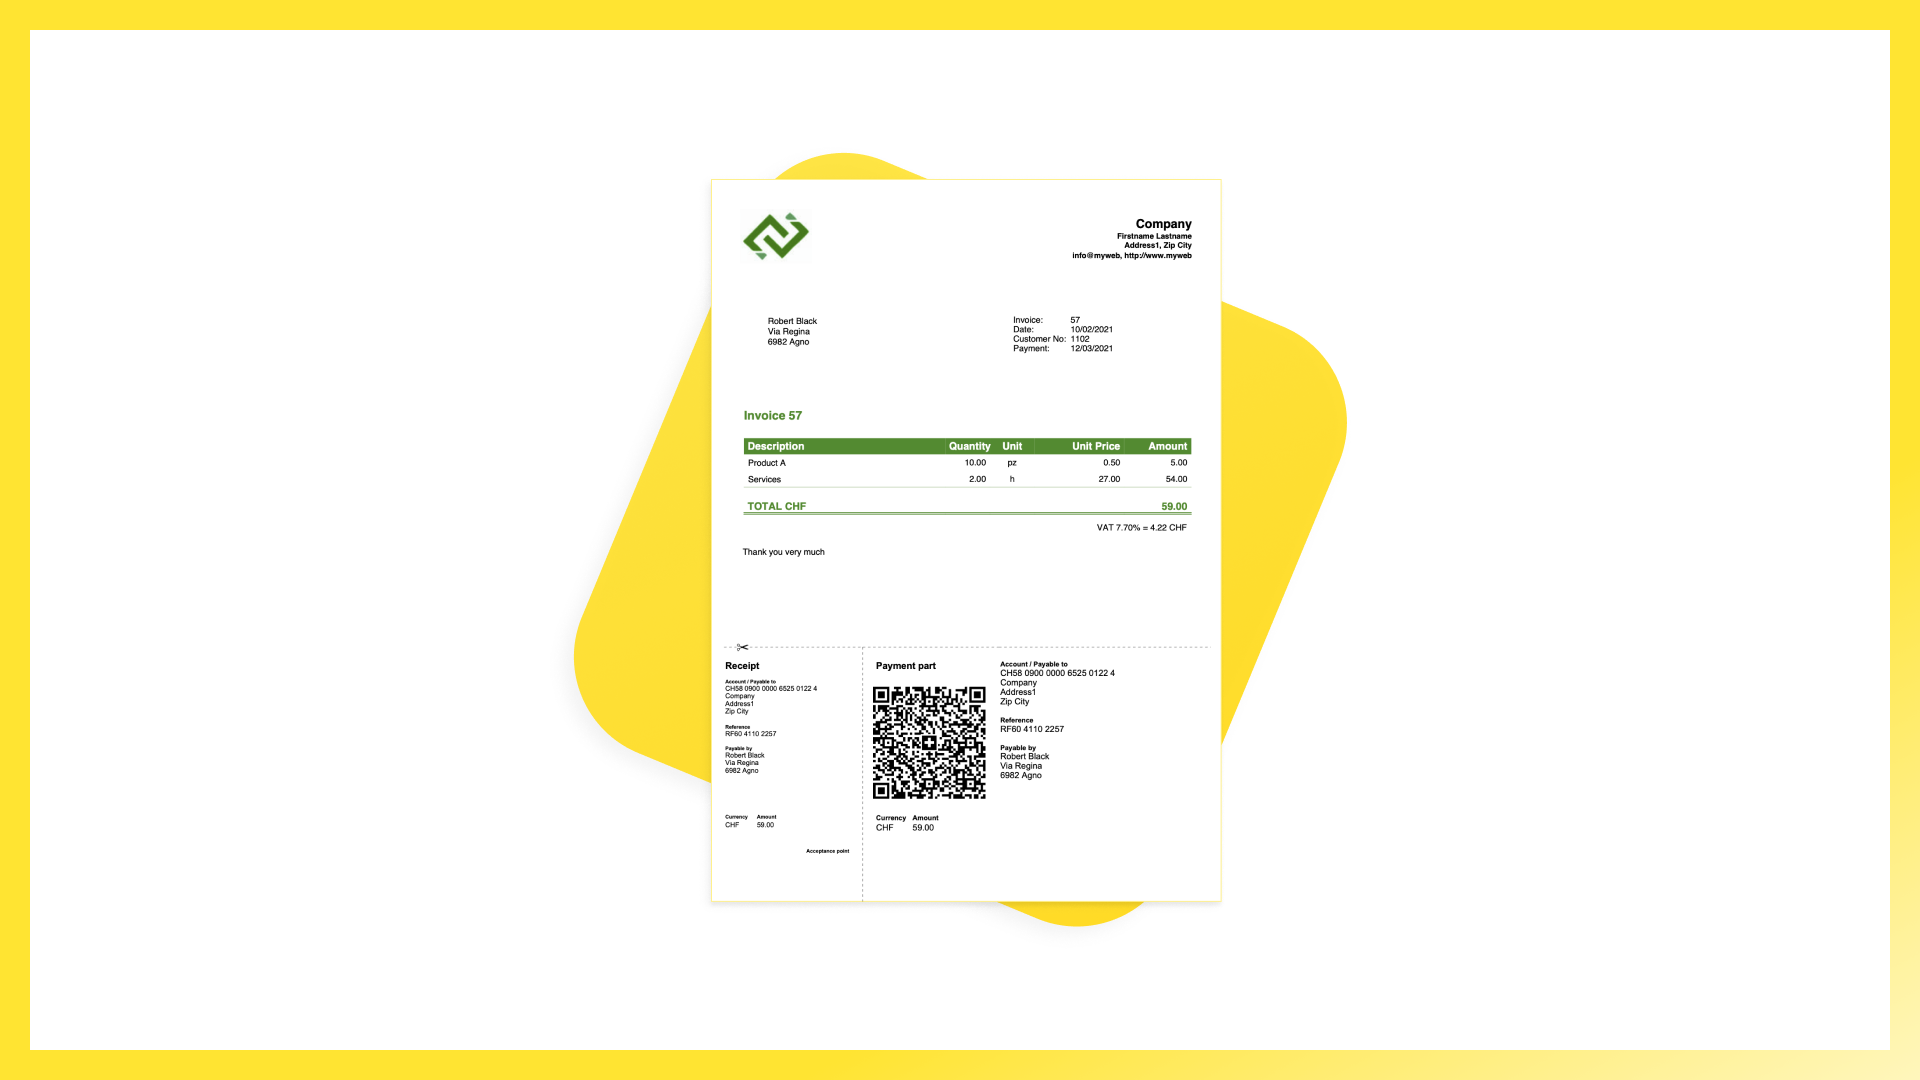 Company
Firstname Lastname
Address1, Zip City
info@myweb, http://www.myweb
Robert Black
Via Regina
6982 Agno
Invoice: 57
Date: 10/02/2021
Customer No: 1102
Payment: 12/03/2021
Invoice 57
Description Quantity Unit Unit Price Amount
Product A 10.00 pz 0.50 5.00
Services 2.00 h 27.00 54.00
TOTAL CHF 59.00
VAT 7.70% = 4.22 CHF
Thank you very much
Receipt
Account / Payable to
CH58 0900 0000 6525 0122 4
Company
Address1
Zip City
Reference
RF60 4110 2257
Payable by
Robert Black
Via Regina
6982 Agno
Currency Amount
CHF 59.00
Acceptance point
Payment part
Currency Amount
CHF 59.00
Account / Payable to
CH58 0900 0000 6525 0122 4
Company
Address1
Zip City
Reference
RF60 4110 2257
Payable by
Robert Black
Via Regina
6982 Agno